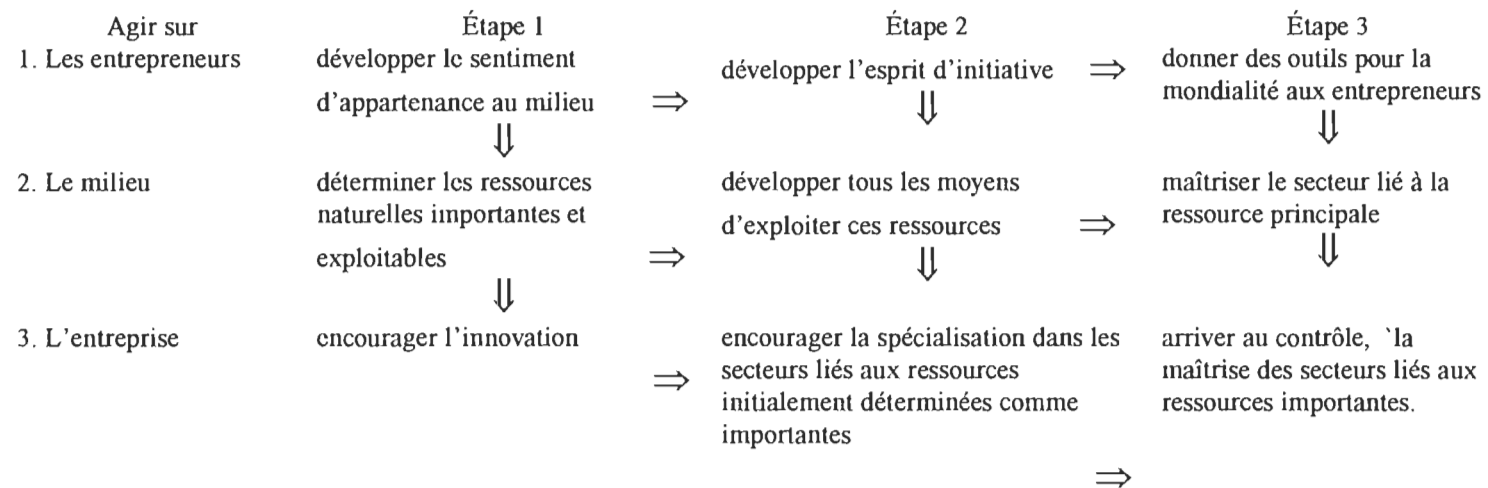 Agir sur Étape 1 Étape 2 Étape 3
1. Les entrepreneurs
développer le sentiment
d'appartenance au milieu ⇒
⇓
développer l'esprit d'initiative ⇒
⇓
donner des outils pour la
mondialité aux entrepreneurs
⇓
2. Le milieu
déterminer les ressources
naturelles importantes et
exploitables ⇒
⇓
développer tous les moyens
d'exploiter ces ressources ⇒
⇓
maîtriser le secteur lié à la
ressource principale
⇓
3. L'entreprise
encourager l'innovation
⇒
encourager la spécialisation dans les
secteurs liés aux ressources
initialement déterminées comme
importantes
⇒
arriver au contrôle, `la
maîtrise des secteurs liés aux
ressources importantes.